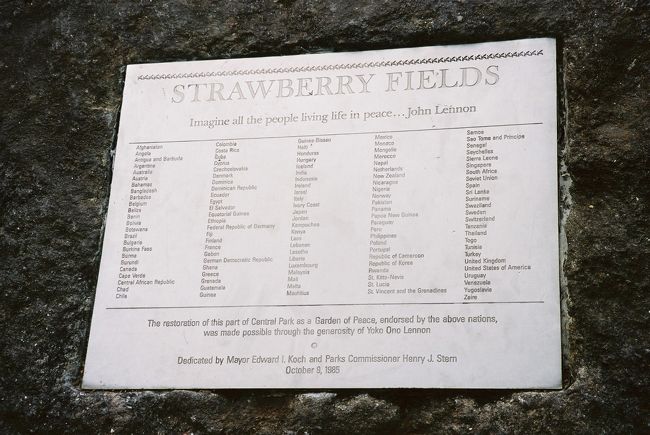 STRAWBERRY FIELDS
Imagine all the people living life in peace...John Lennon
Afghanistan
Angola
Antigua and Barbuda
Argentina
Australia
Austria
Bahamas
Bangladesh
Barbados
Belgium
Belize
Benin
Bolivia
Botswana
Brazil
Bulgaria
Burkina Faso
Burma
Burundi
Canada
Cape Verde
Central African Republic
Chad
Chile
Colombia
Costa Rica
Cuba
Cyprus
Czechoslovakia
Denmark
Dominica
Dominican Republic
Ecuador
Egypt
El Salvador
Equatorial Guinea
Ethiopia
Federal Republic of Germany
Fiji
Finland
France
Gabon
German Democratic Republic
Ghana
Greece
Grenada
Guatemala
Guinea
Guinea Bissau
Haiti
Honduras
Hungary
Iceland
India
Indonesia
Ireland
Israel
Italy
Ivory Coast
Japan
Jordan
Kampuchea
Kenya
Laos
Lebanon
Lesotho
Liberia
Luxembourg
Malaysia
Mali
Malta
Mauritius
Mexico
Monaco
Mongolia
Morocco
Nepal
Netherlands
New Zealand
Nicaragua
Nigeria
Norway
Pakistan
Panama
Papua New Guinea
Paraguay
Peru
Philippines
Poland
Portugal
Republic of Cameroon
Republic of Korea
Rwanda
St. Kitts-Nevis
St. Lucia
St. Vincent and the Grenadines
Samoa
Sao Tome and Principe
Senegal
Seychelles
Sierra Leone
Singapore
South Africa
Soviet Union
Spain
Sri Lanka
Suriname
Swaziland
Sweden
Switzerland
Tanzania
Thailand
Togo
Tunisia
Turkey
United Kingdom
United States of America
Uruguay
Venezuela
Yugoslavia
Zaire
The restoration of this part of Central Park as a Garden of Peace, endorsed by the above nations,
was made possible through the generosity of Yoko Ono Lennon
Dedicated by Mayor Edward I. Koch and Parks Commissioner Henry J. Stern
October 9, 1985